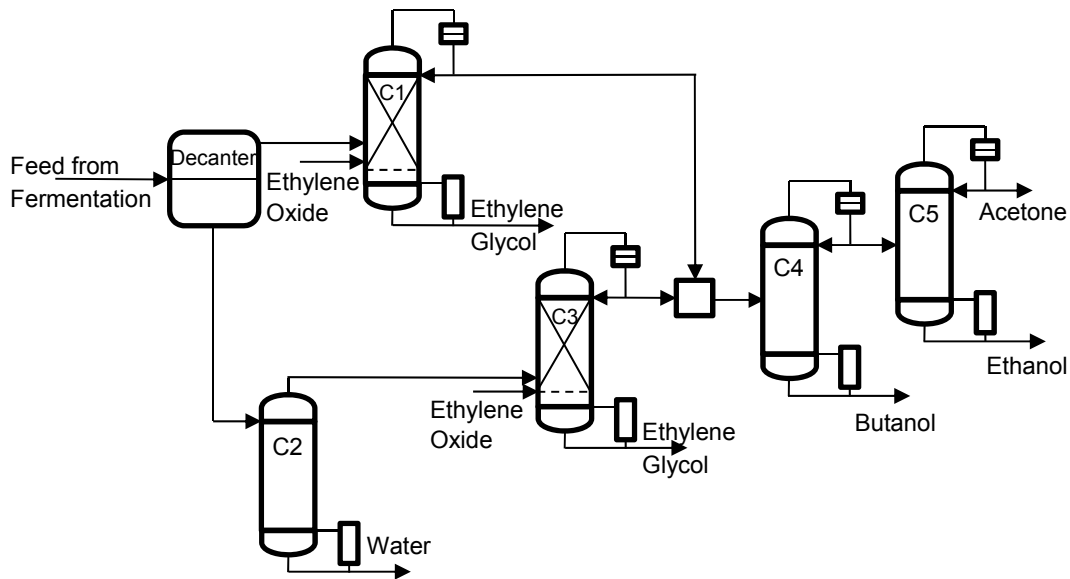 C1
Decanter
Feed from
Fermentation
Ethylene
Oxide
Ethylene
Glycol
C5
Acetone
C4
C3
Ethanol
Butanol
Ethylene
Oxide
Ethylene
Glycol
C2
Water